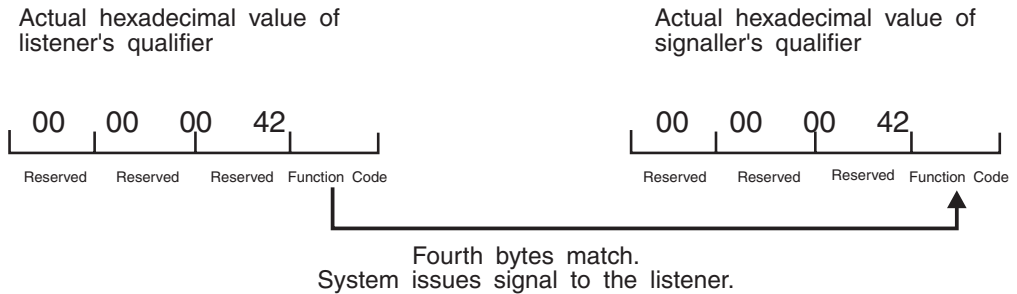 Actual hexadecimal value of
listener's qualifier
Actual hexadecimal value of
signaller's qualifier
00 00 00 42
00 00 00 42
Reserved Reserved Reserved Function Code
Reserved Reserved Reserved Function Code
Fourth bytes match.
System issues signal to the listener.